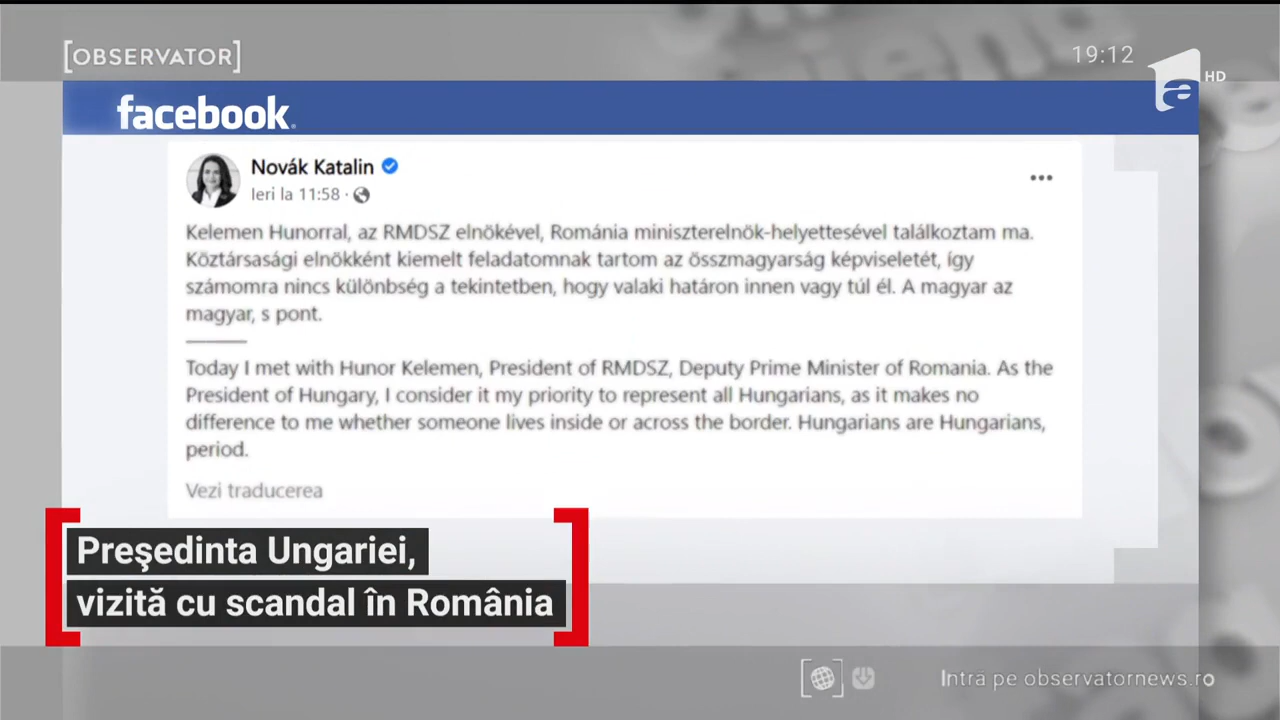 [OBSERVATOR]
19:12
a
HD
facebook
Novák Katalin
Ieri la 11:58 ·
Kelemen Hunorral, az RMDSZ elnökével, Románia miniszterelnök-helyettesével találkoztam ma.
Köztársasági elnökként kiemelt feladatomnak tartom az összmagyarság képviseletét, így
számomra nincs különbség a tekintetben, hogy valaki határon innen vagy túl él. A magyar az
magyar, s pont.
Today I met with Hunor Kelemen, President of RMDSZ, Deputy Prime Minister of Romania. As the
President of Hungary, I consider it my priority to represent all Hungarians, as it makes no
difference to me whether someone lives inside or across the border. Hungarians are Hungarians,
period.
Vezi traducerea
Preşedinta Ungariei,
vizită cu scandal în România
Intră pe observatornews.ro